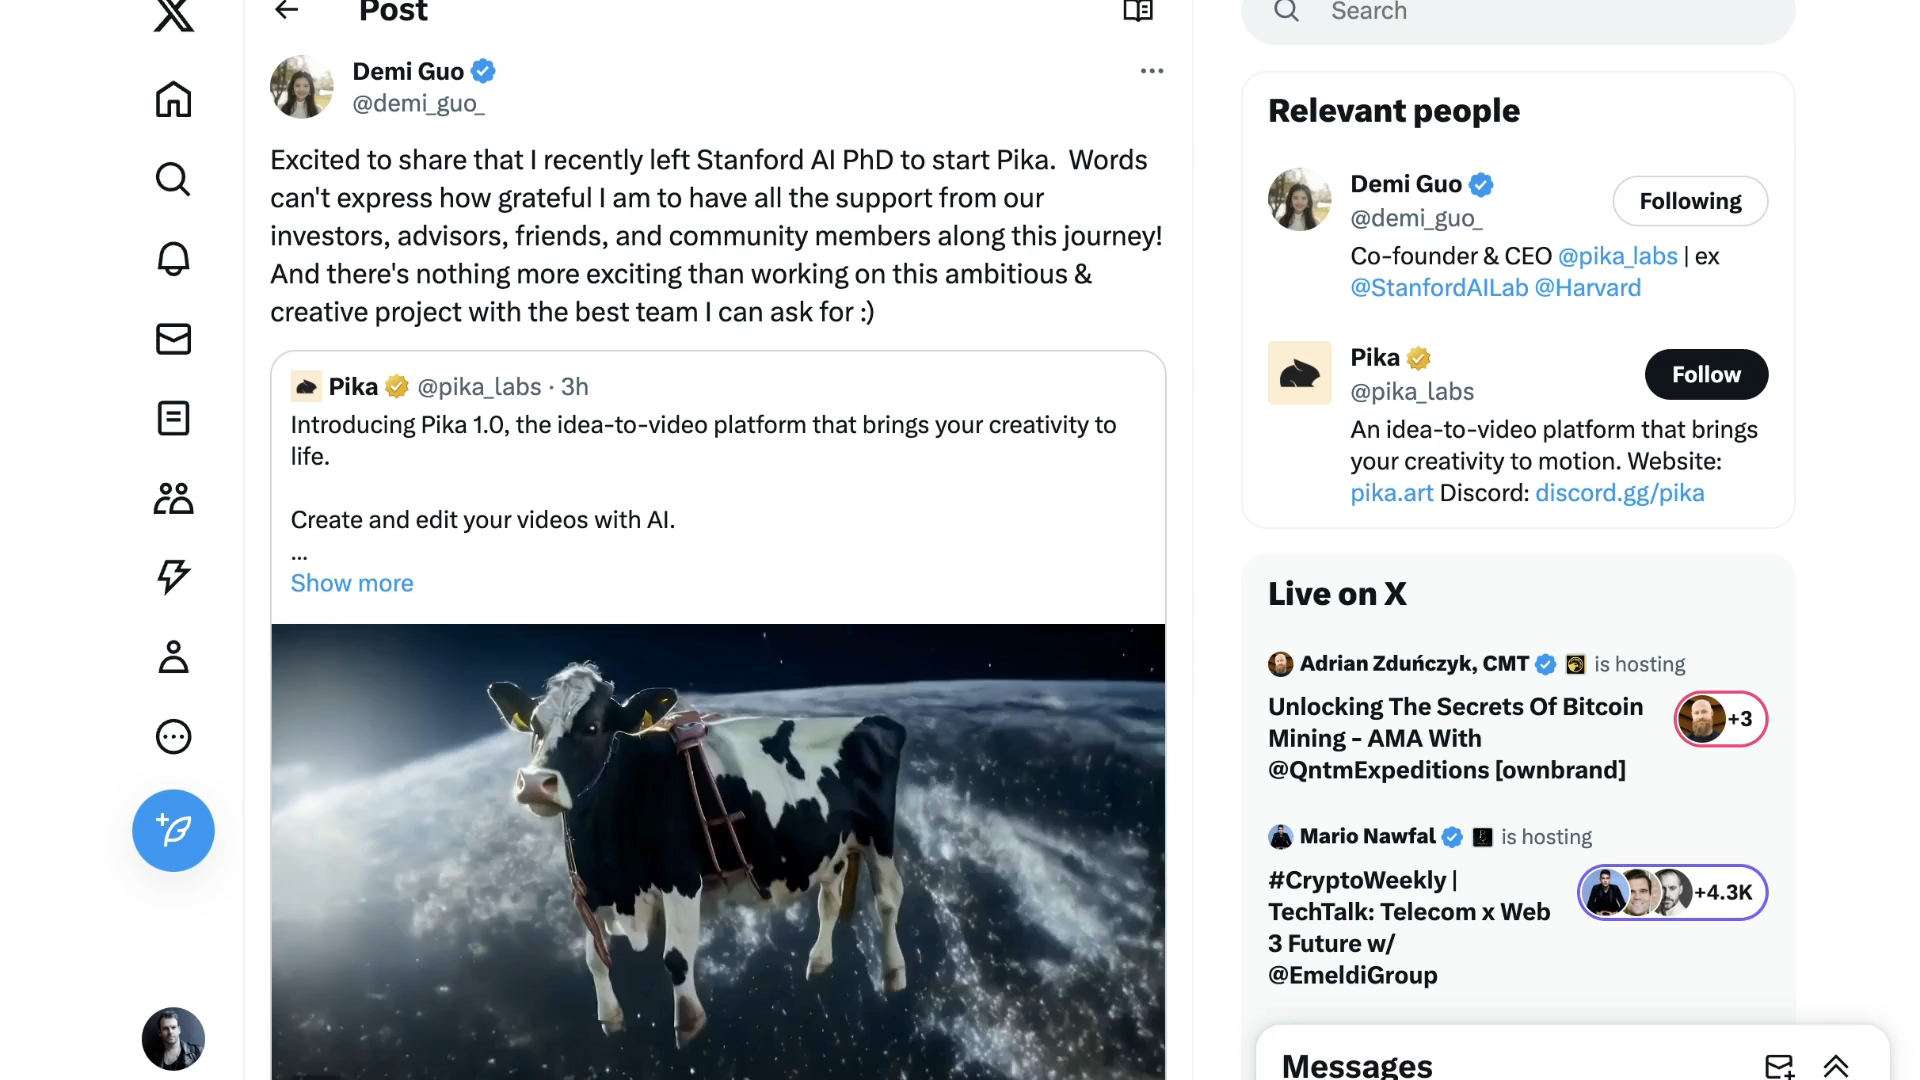 Post
Search
Demi Guo
@demi_guo_
Excited to share that I recently left Stanford AI PhD to start Pika.  Words
can't express how grateful I am to have all the support from our
investors, advisors, friends, and community members along this journey!
And there's nothing more exciting than working on this ambitious &
creative project with the best team I can ask for :)
Pika @pika_labs · 3h
Introducing Pika 1.0, the idea-to-video platform that brings your creativity to
life.
Create and edit your videos with AI.
...
Show more
Relevant people
Demi Guo
@demi_guo_
Following
Co-founder & CEO @pika_labs | ex
@StanfordAILab @Harvard
Pika
@pika_labs
Follow
An idea-to-video platform that brings
your creativity to motion. Website:
pika.art Discord: discord.gg/pika
Live on X
Adrian Zduńczyk, CMT is hosting
Unlocking The Secrets Of Bitcoin
Mining - AMA With
@QntmExpeditions [ownbrand]
+3
Mario Nawfal is hosting
#CryptoWeekly |
TechTalk: Telecom x Web
3 Future w/
@EmeldiGroup
+4.3K
Messages